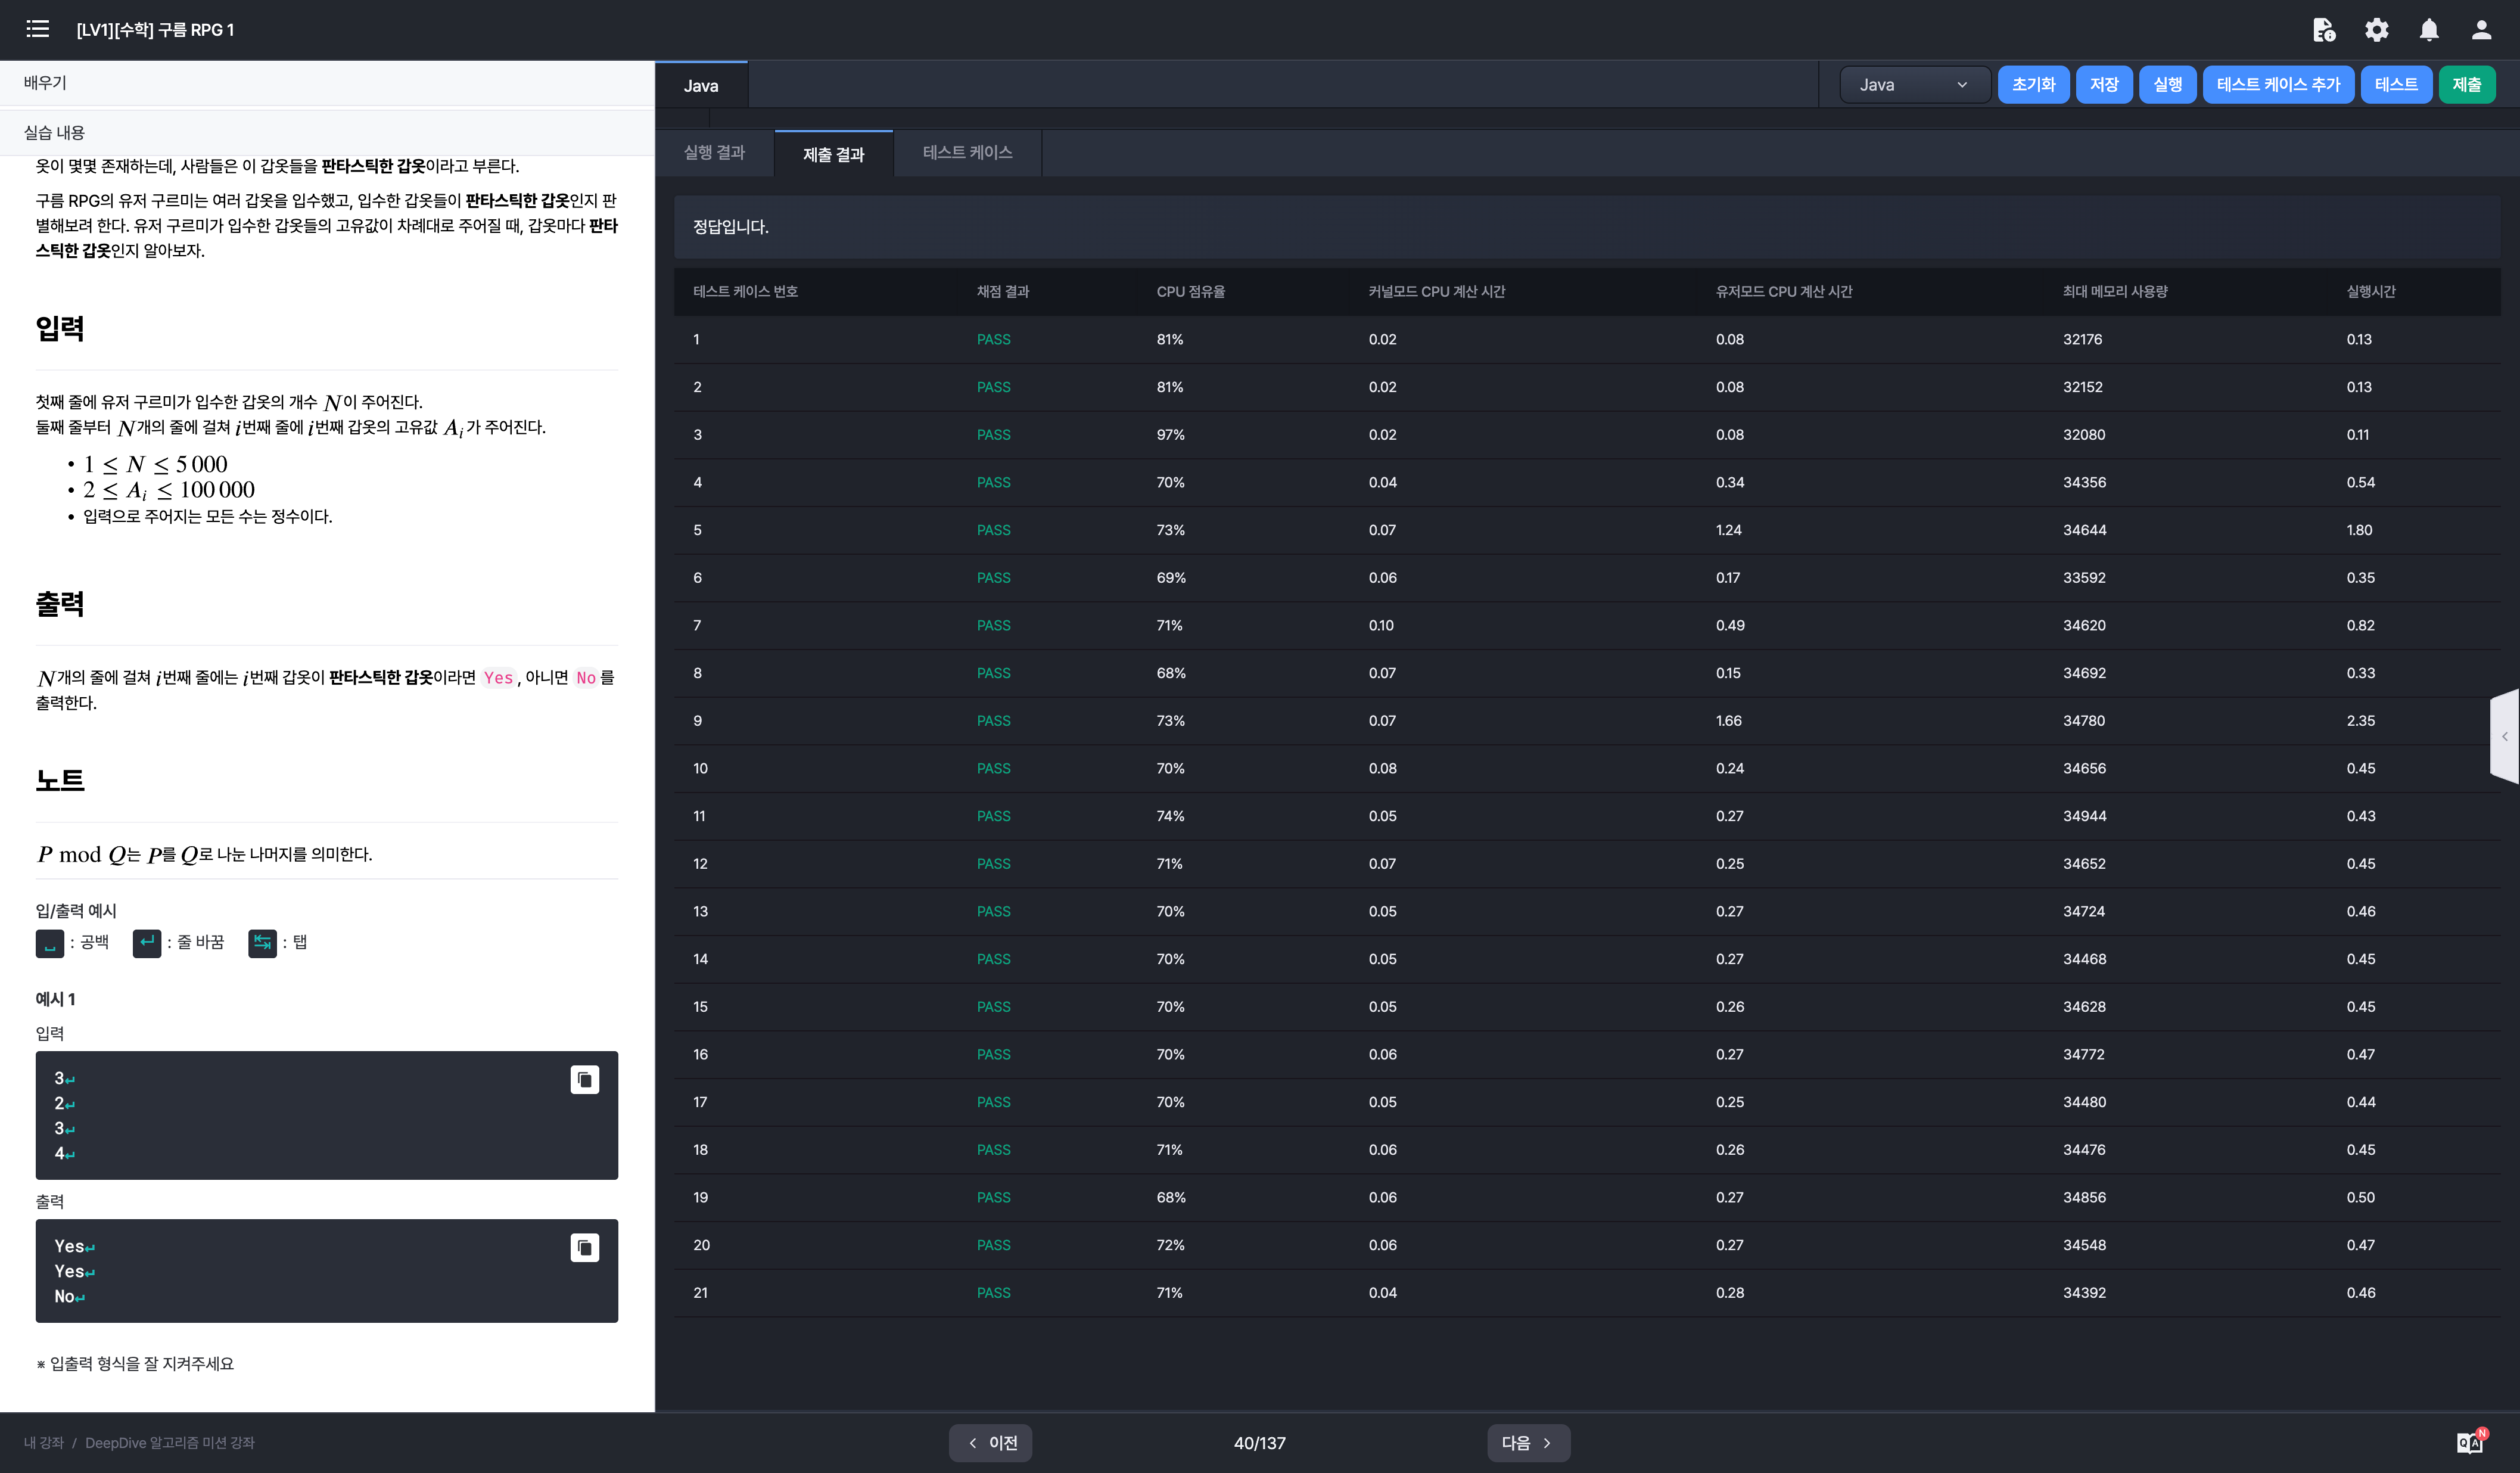 [LV1][수학] 구름 RPG 1
배우기
실습 내용
옷이 몇몇 존재하는데, 사람들은 이 갑옷들을 판타스틱한 갑옷이라고 부른다.
구름 RPG의 유저 구르미는 여러 갑옷을 입수했고, 입수한 갑옷들이 판타스틱한 갑옷인지 판
별해보려 한다. 유저 구르미가 입수한 갑옷들의 고유값이 차례대로 주어질 때, 갑옷마다 판타
스틱한 갑옷인지 알아보자.
입력
첫째 줄에 유저 구르미가 입수한 갑옷의 개수 N이 주어진다.
둘째 줄부터 N개의 줄에 걸쳐 i번째 줄에 i번째 갑옷의 고유값 A_i가 주어진다.
• 1 ≤ N ≤ 5 000
• 2 ≤ A_i ≤ 100 000
• 입력으로 주어지는 모든 수는 정수이다.
출력
N개의 줄에 걸쳐 i번째 줄에는 i번째 갑옷이 판타스틱한 갑옷이라면 Yes, 아니면 No를
출력한다.
노트
P mod Q는 P를 Q로 나눈 나머지를 의미한다.
입/출력 예시
␣ : 공백 ↵ : 줄 바꿈 ↹ : 탭
예시 1
입력
3↵
2↵
3↵
4↵
출력
Yes↵
Yes↵
No↵
※ 입출력 형식을 잘 지켜주세요
Java
Java 초기화 저장 실행 테스트 케이스 추가 테스트 제출
실행 결과 제출 결과 테스트 케이스
정답입니다.
테스트 케이스 번호 채점 결과 CPU 점유율 커널모드 CPU 계산 시간 유저모드 CPU 계산 시간 최대 메모리 사용량 실행시간
1 PASS 81% 0.02 0.08 32176 0.13
2 PASS 81% 0.02 0.08 32152 0.13
3 PASS 97% 0.02 0.08 32080 0.11
4 PASS 70% 0.04 0.34 34356 0.54
5 PASS 73% 0.07 1.24 34644 1.80
6 PASS 69% 0.06 0.17 33592 0.35
7 PASS 71% 0.10 0.49 34620 0.82
8 PASS 68% 0.07 0.15 34692 0.33
9 PASS 73% 0.07 1.66 34780 2.35
10 PASS 70% 0.08 0.24 34656 0.45
11 PASS 74% 0.05 0.27 34944 0.43
12 PASS 71% 0.07 0.25 34652 0.45
13 PASS 70% 0.05 0.27 34724 0.46
14 PASS 70% 0.05 0.27 34468 0.45
15 PASS 70% 0.05 0.26 34628 0.45
16 PASS 70% 0.06 0.27 34772 0.47
17 PASS 70% 0.05 0.25 34480 0.44
18 PASS 71% 0.06 0.26 34476 0.45
19 PASS 68% 0.06 0.27 34856 0.50
20 PASS 72% 0.06 0.27 34548 0.47
21 PASS 71% 0.04 0.28 34392 0.46
내 강좌 / DeepDive 알고리즘 미션 강좌
이전 40/137 다음
Q A N